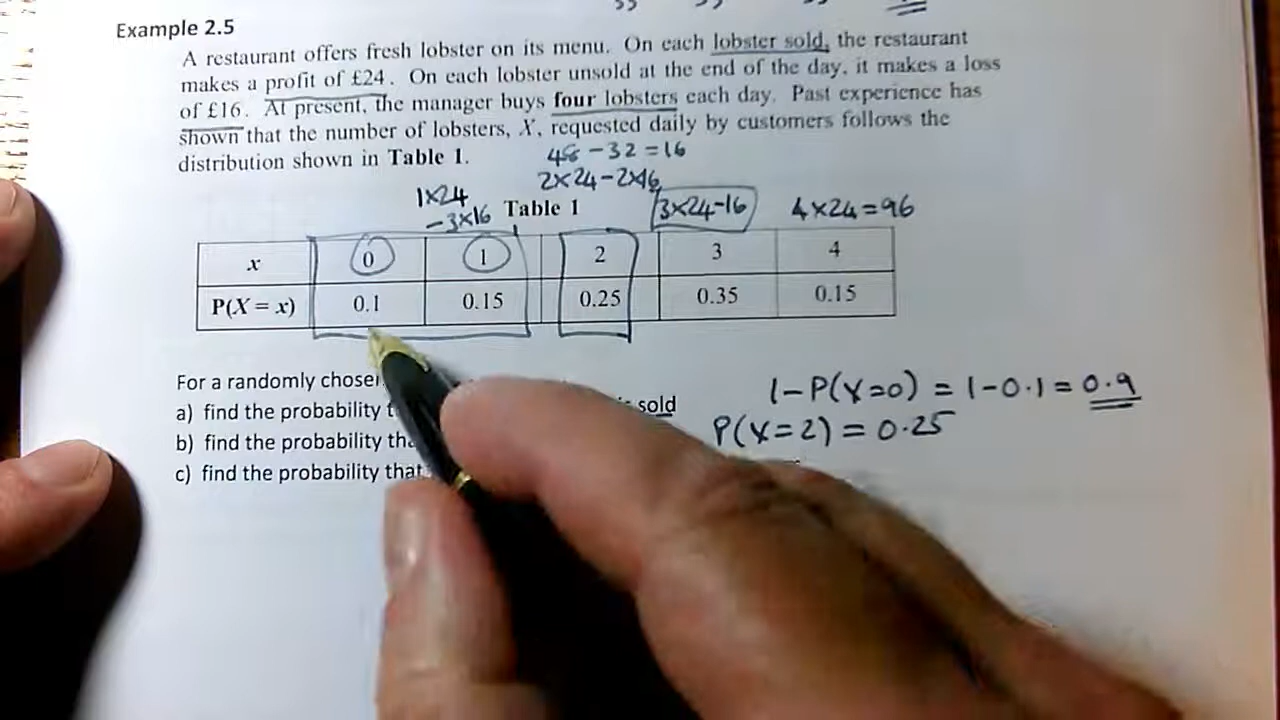 Example 2.5
A restaurant offers fresh lobster on its menu. On each lobster sold, the restaurant
makes a profit of £24. On each lobster unsold at the end of the day, it makes a loss
of £16. At present, the manager buys four lobsters each day. Past experience has
shown that the number of lobsters, X, requested daily by customers follows the
distribution shown in Table 1.
48 - 32 = 16
1×24 2×24-2×16
-3×16 Table 1 3×24-16 4×24=96
x 0 1 2 3 4
P(X = x) 0.1 0.15 0.25 0.35 0.15
For a randomly
a) find the probability sold
b) find the probability
c) find the probability that
1-P(X=0) = 1-0.1 = 0.9
P(X=2) = 0.25